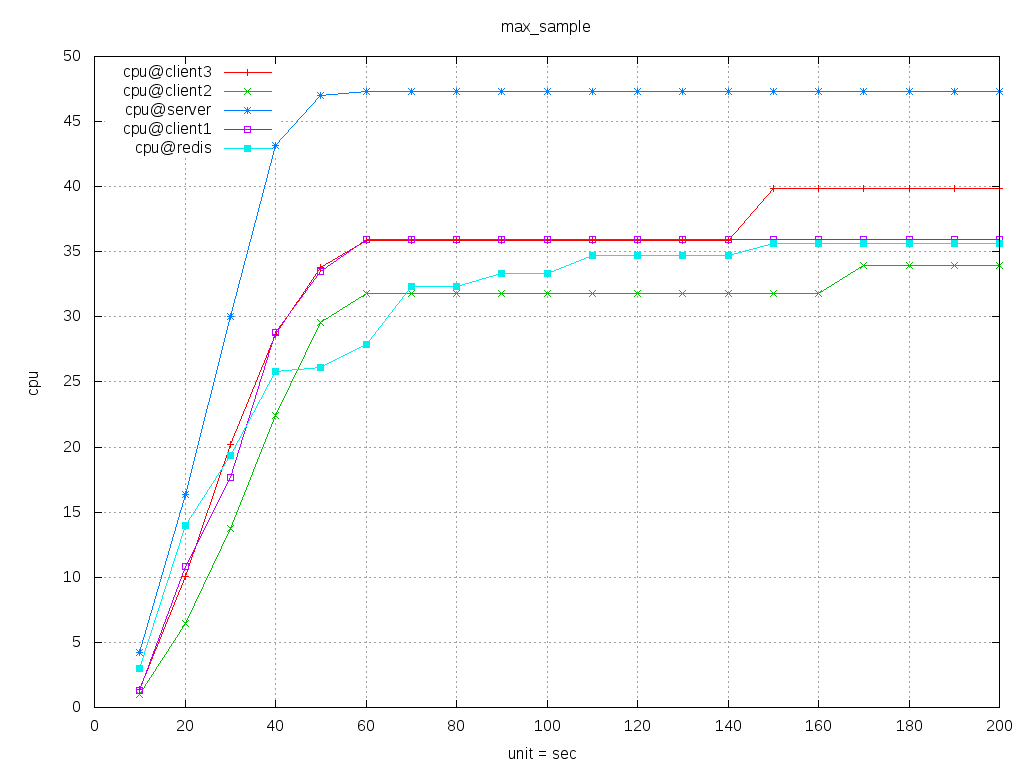 max_sample
50
45
40
35
30
25
20
15
10
5
0
cpu
cpu@client3
cpu@client2
cpu@server
cpu@client1
cpu@redis
0 20 40 60 80 100 120 140 160 180 200
unit = sec